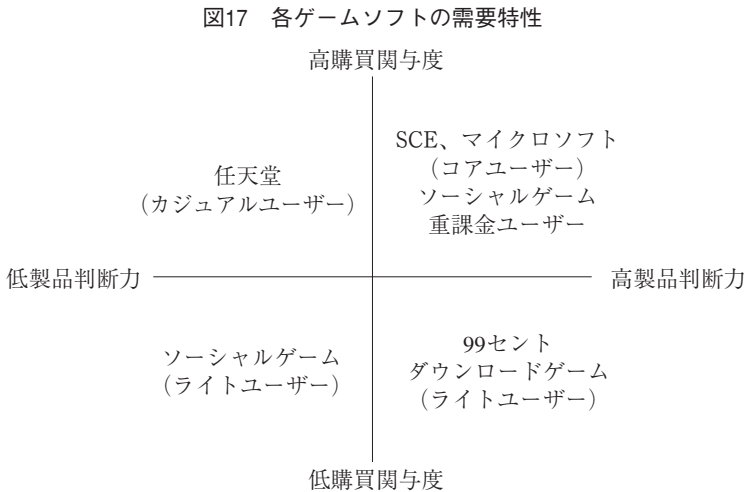 図17　各ゲームソフトの需要特性
高購買関与度
SCE、マイクロソフト
（コアユーザー）
ソーシャルゲーム
重課金ユーザー
任天堂
（カジュアルユーザー）
低製品判断力
高製品判断力
ソーシャルゲーム
（ライトユーザー）
99セント
ダウンロードゲーム
（ライトユーザー）
低購買関与度